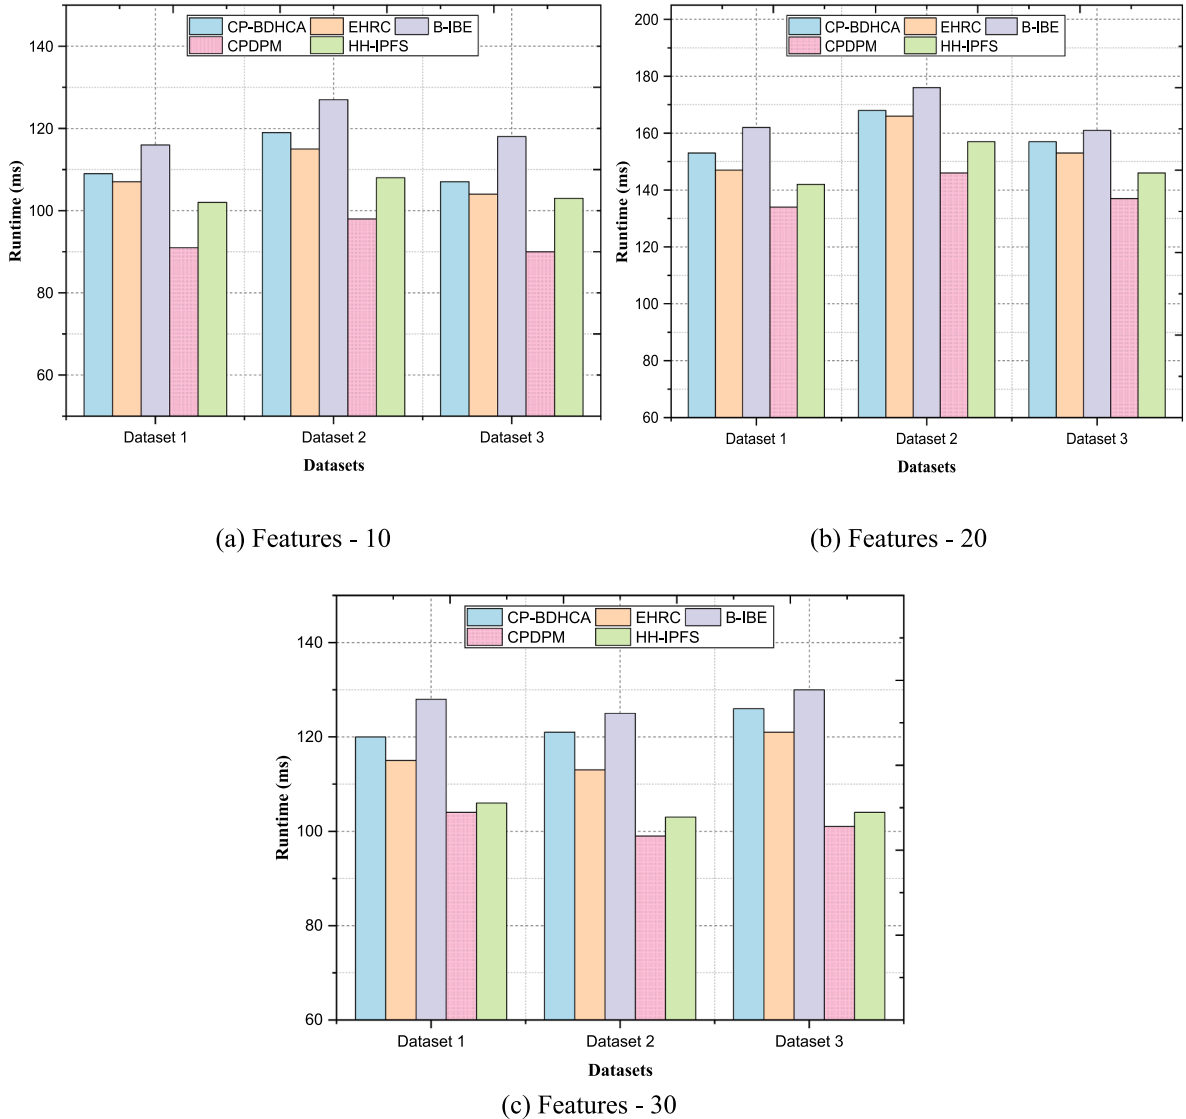 CP-BDHCA EHRC B-IBE
CPDPM HH-IPFS
140
120
100
80
60
Runtime (ms)
Dataset 1 Dataset 2 Dataset 3
Datasets
(a) Features - 10
CP-BDHCA EHRC B-IBE
CPDPM HH-IPFS
200
180
160
140
120
100
80
60
Runtime (ms)
Dataset 1 Dataset 2 Dataset 3
Datasets
(b) Features - 20
CP-BDHCA EHRC B-IBE
CPDPM HH-IPFS
140
120
100
80
60
Runtime (ms)
Dataset 1 Dataset 2 Dataset 3
Datasets
(c) Features - 30